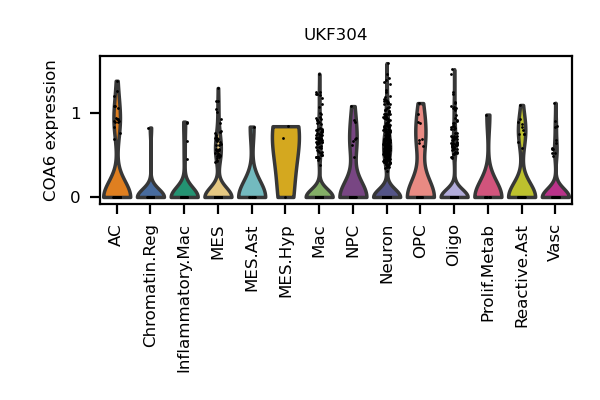 UKF304
COA6 expression
1
0
AC
Chromatin.Reg
Inflammatory.Mac
MES
MES.Ast
MES.Hyp
Mac
NPC
Neuron
OPC
Oligo
Prolif.Metab
Reactive.Ast
Vasc